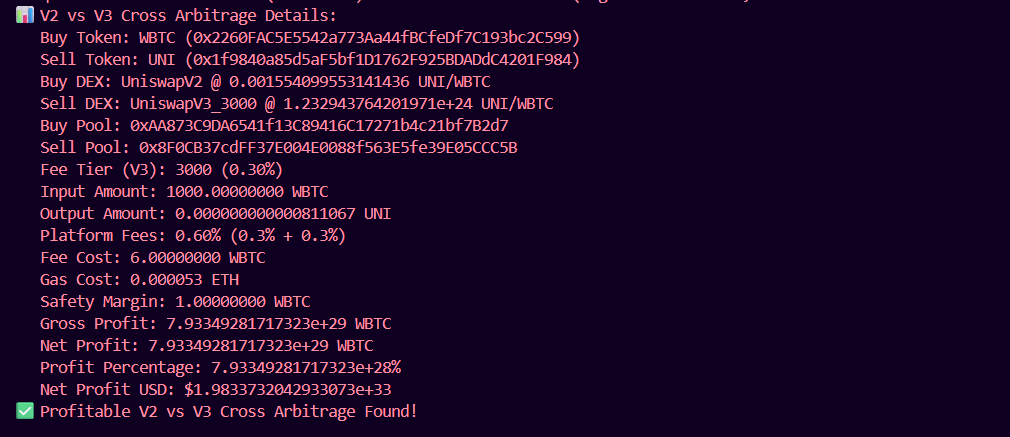 📊 V2 vs V3 Cross Arbitrage Details:
Buy Token: WBTC (0x2260FAC5E5542a773Aa44fBCfeDf7C193bc2C599)
Sell Token: UNI (0x1f9840a85d5aF5bf1D1762F925BDADdC4201F984)
Buy DEX: UniswapV2 @ 0.001554099553141436 UNI/WBTC
Sell DEX: UniswapV3_3000 @ 1.232943764201971e+24 UNI/WBTC
Buy Pool: 0xAA873C9DA6541f13C89416C17271b4c21bf7B2d7
Sell Pool: 0x8F0CB37cdFF37E004E0088f563E5fe39E05CCC5B
Fee Tier (V3): 3000 (0.30%)
Input Amount: 1000.00000000 WBTC
Output Amount: 0.000000000000811067 UNI
Platform Fees: 0.60% (0.3% + 0.3%)
Fee Cost: 6.00000000 WBTC
Gas Cost: 0.000053 ETH
Safety Margin: 1.00000000 WBTC
Gross Profit: 7.93349281717323e+29 WBTC
Net Profit: 7.93349281717323e+29 WBTC
Profit Percentage: 7.93349281717323e+28%
Net Profit USD: $1.9833732042933073e+33
✅ Profitable V2 vs V3 Cross Arbitrage Found!